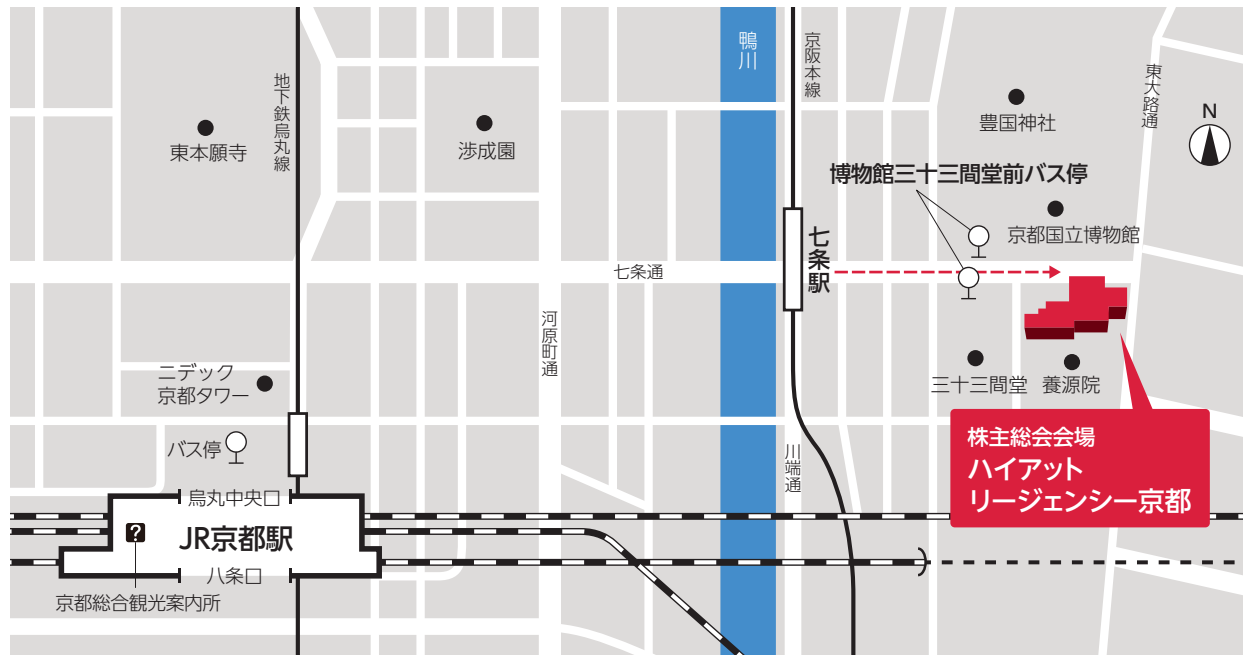 鴨川
京阪本線
東大路通
地下鉄烏丸線
東本願寺
渉成園
豊国神社
N
博物館三十三間堂前バス停
京都国立博物館
七条通
七条駅
河原町通
ニデック
京都タワー
三十三間堂
養源院
バス停
川端通
株主総会会場
ハイアット
リージェンシー京都
烏丸中央口
?
JR京都駅
八条口
京都総合観光案内所